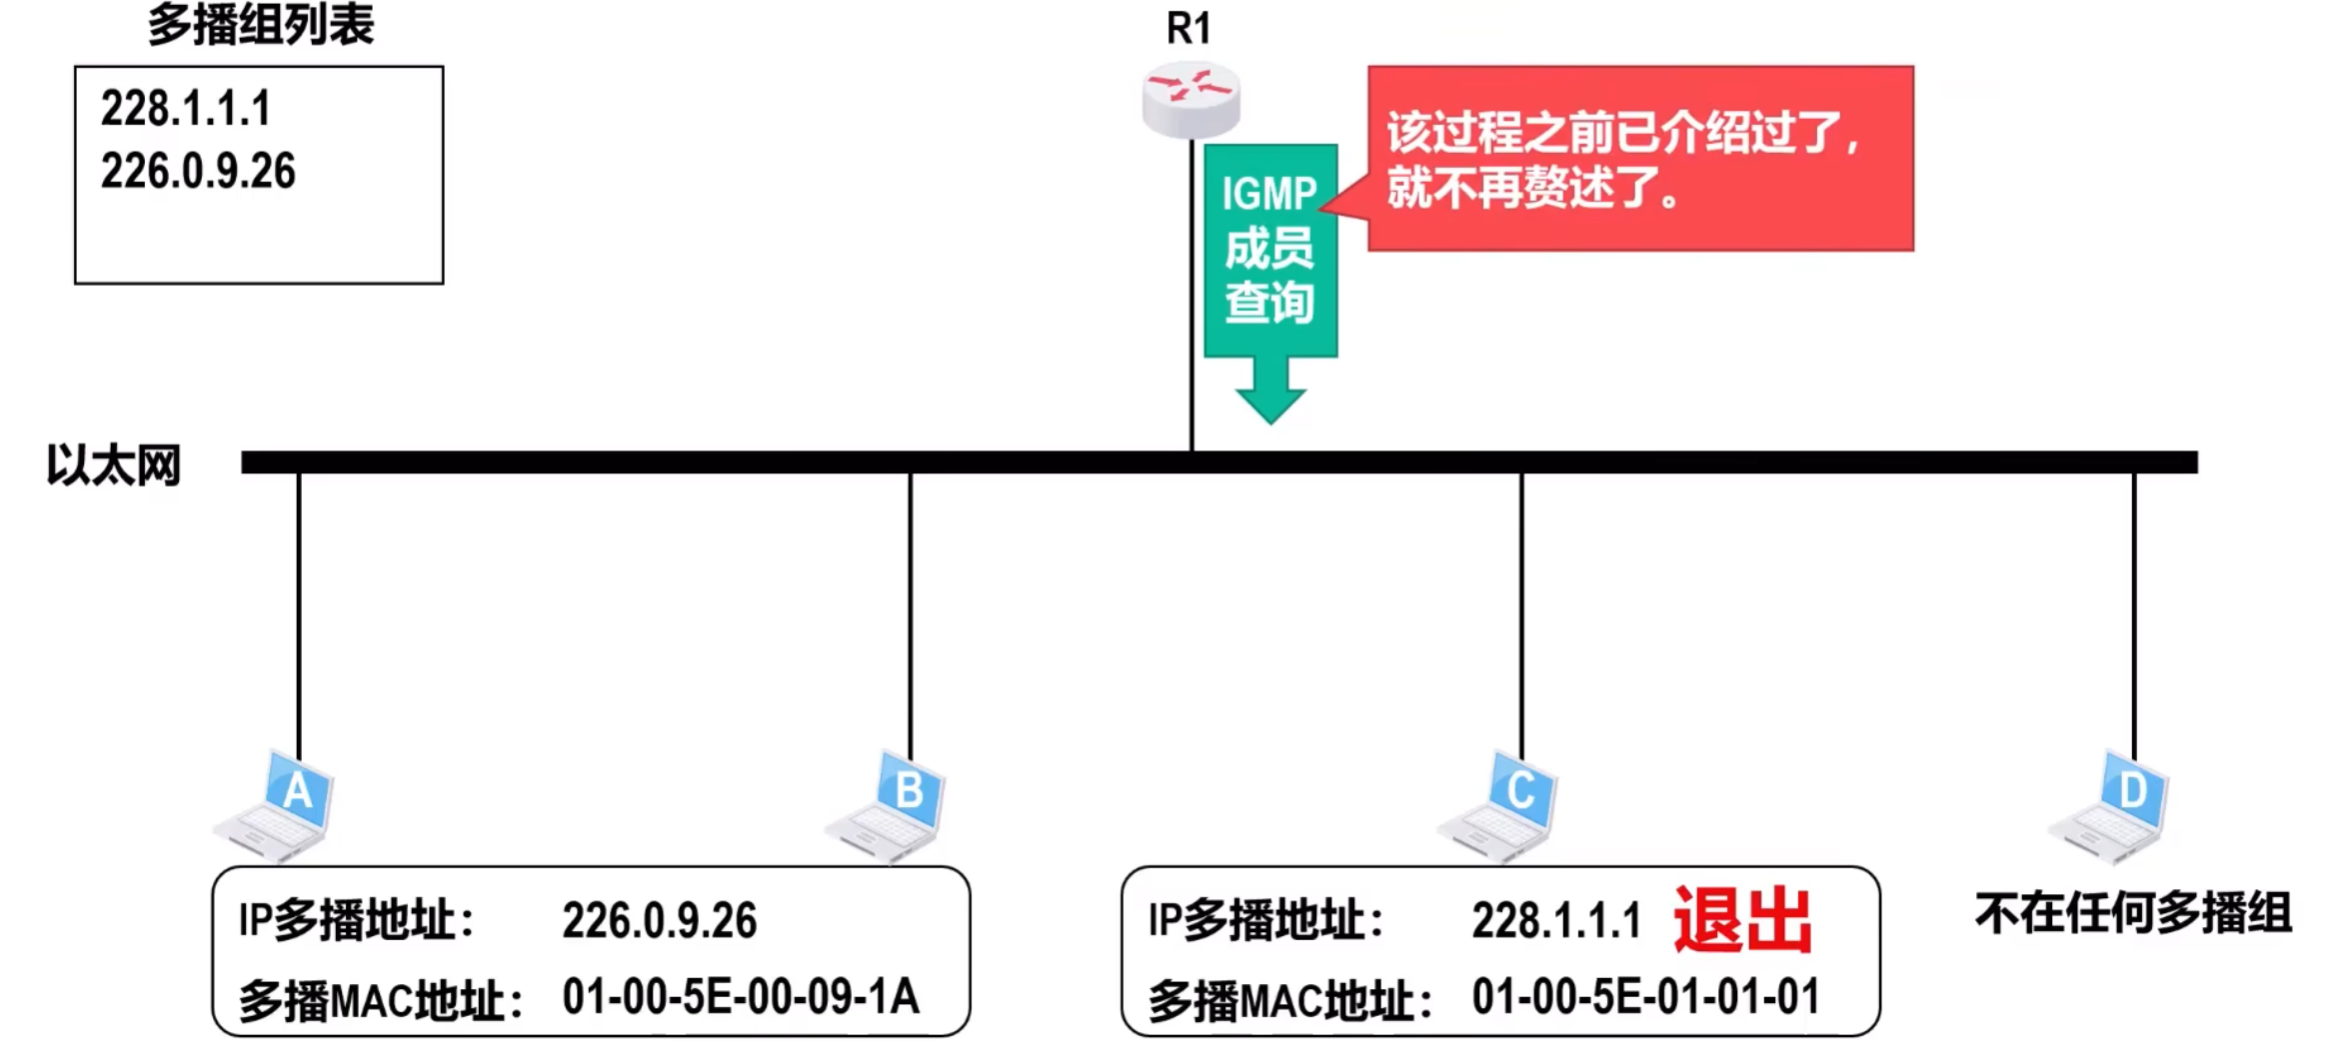 多播组列表
228.1.1.1
226.0.9.26
R1
IGMP
成员
查询
该过程之前已介绍过了，
就不再赘述了。
以太网
A
B
C
D
IP多播地址： 226.0.9.26
多播MAC地址： 01-00-5E-00-09-1A
IP多播地址： 228.1.1.1 退出
多播MAC地址： 01-00-5E-01-01-01
不在任何多播组